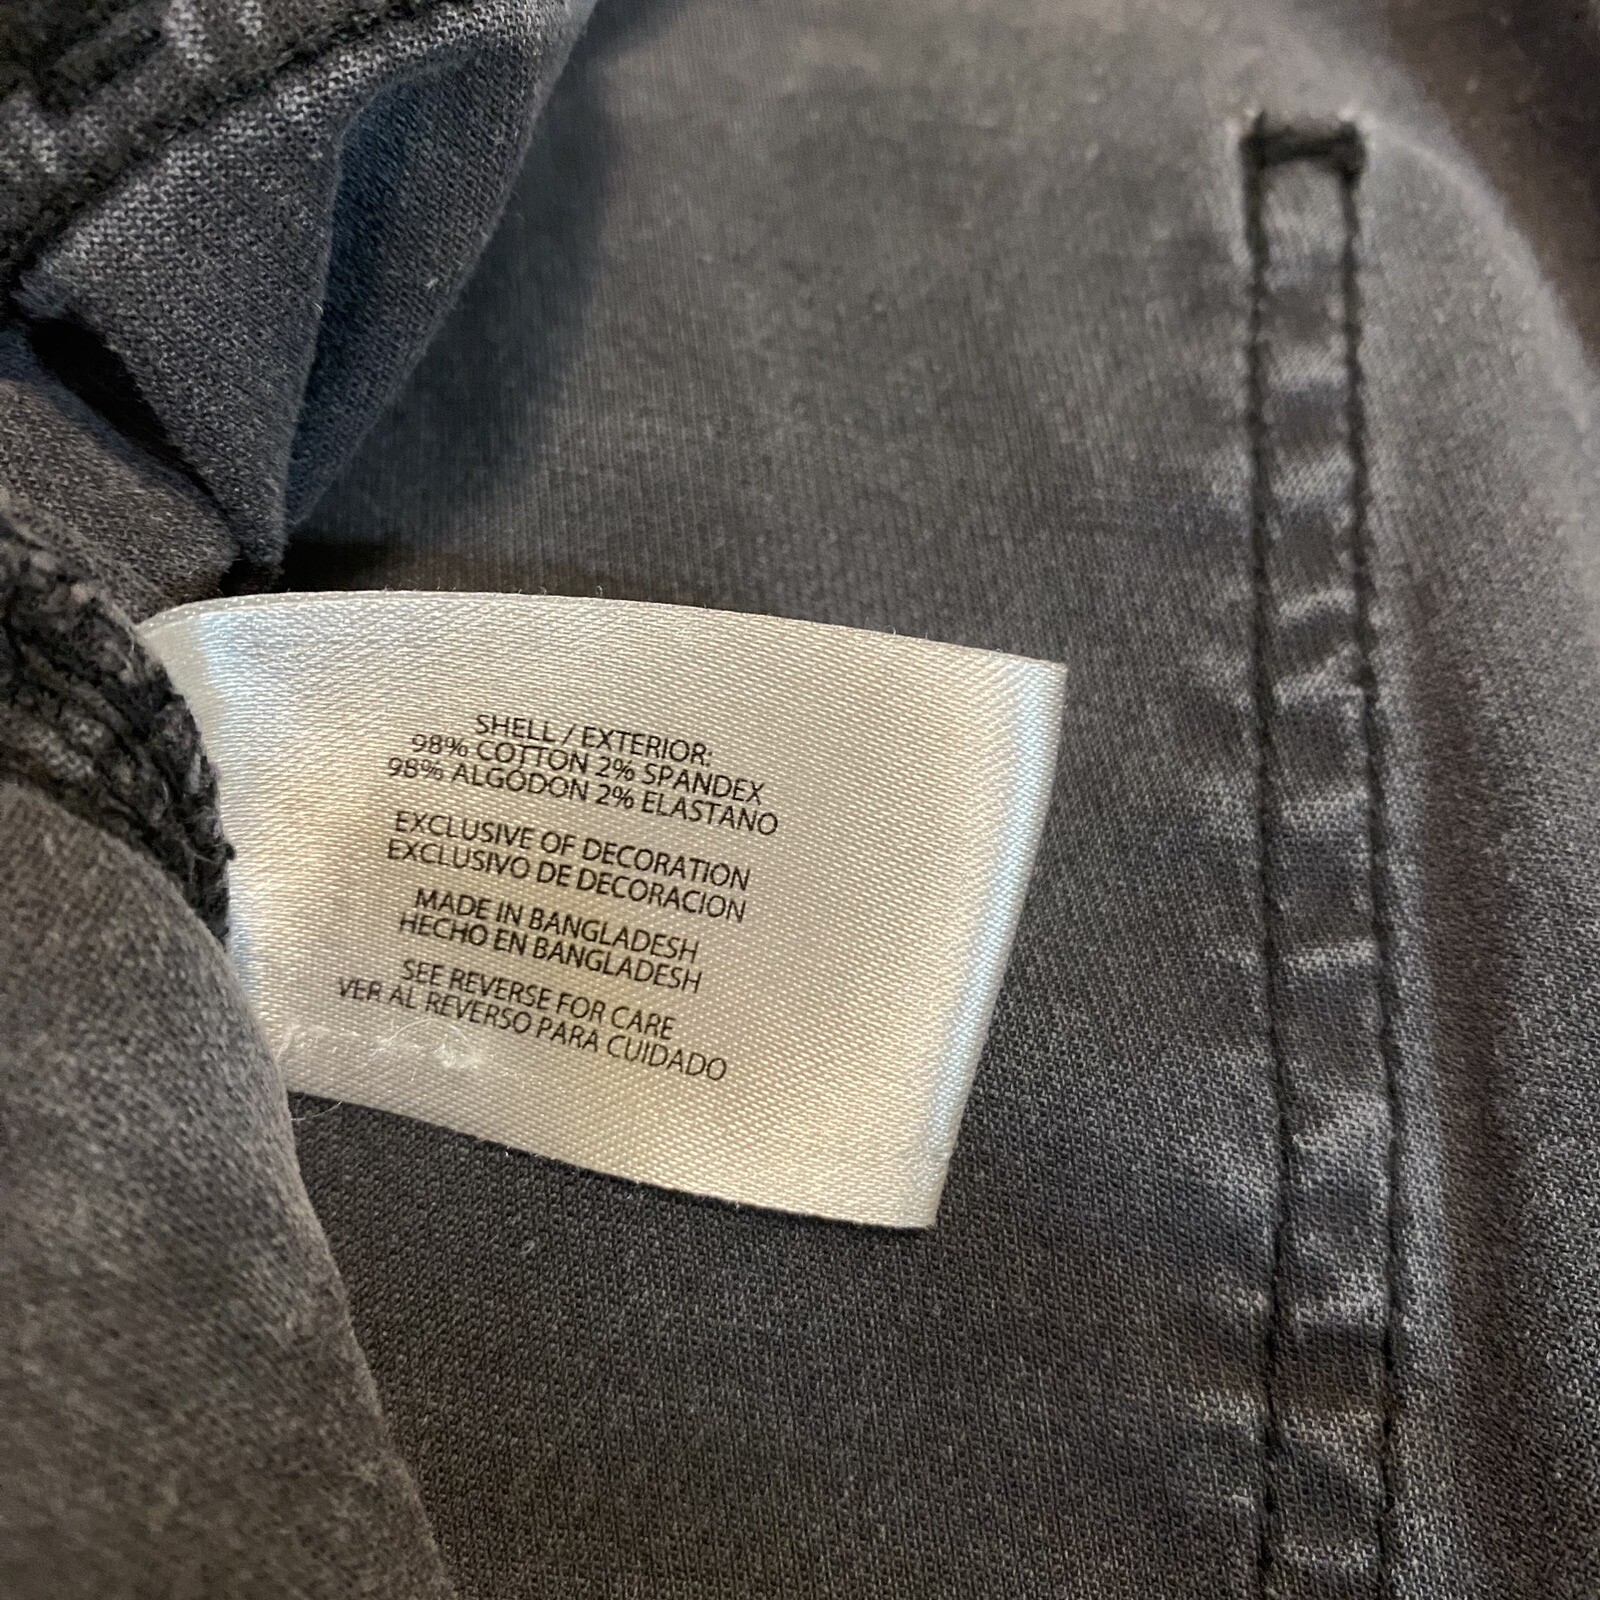 SHELL / EXTERIOR:
98% COTTON 2% SPANDEX
98% ALGÓDON 2% ELASTANO
EXCLUSIVE OF DECORATION
EXCLUSIVO DE DECORACION
MADE IN BANGLADESH
HECHO EN BANGLADESH
SEE REVERSE FOR CARE
VER AL REVERSO PARA CUIDADO